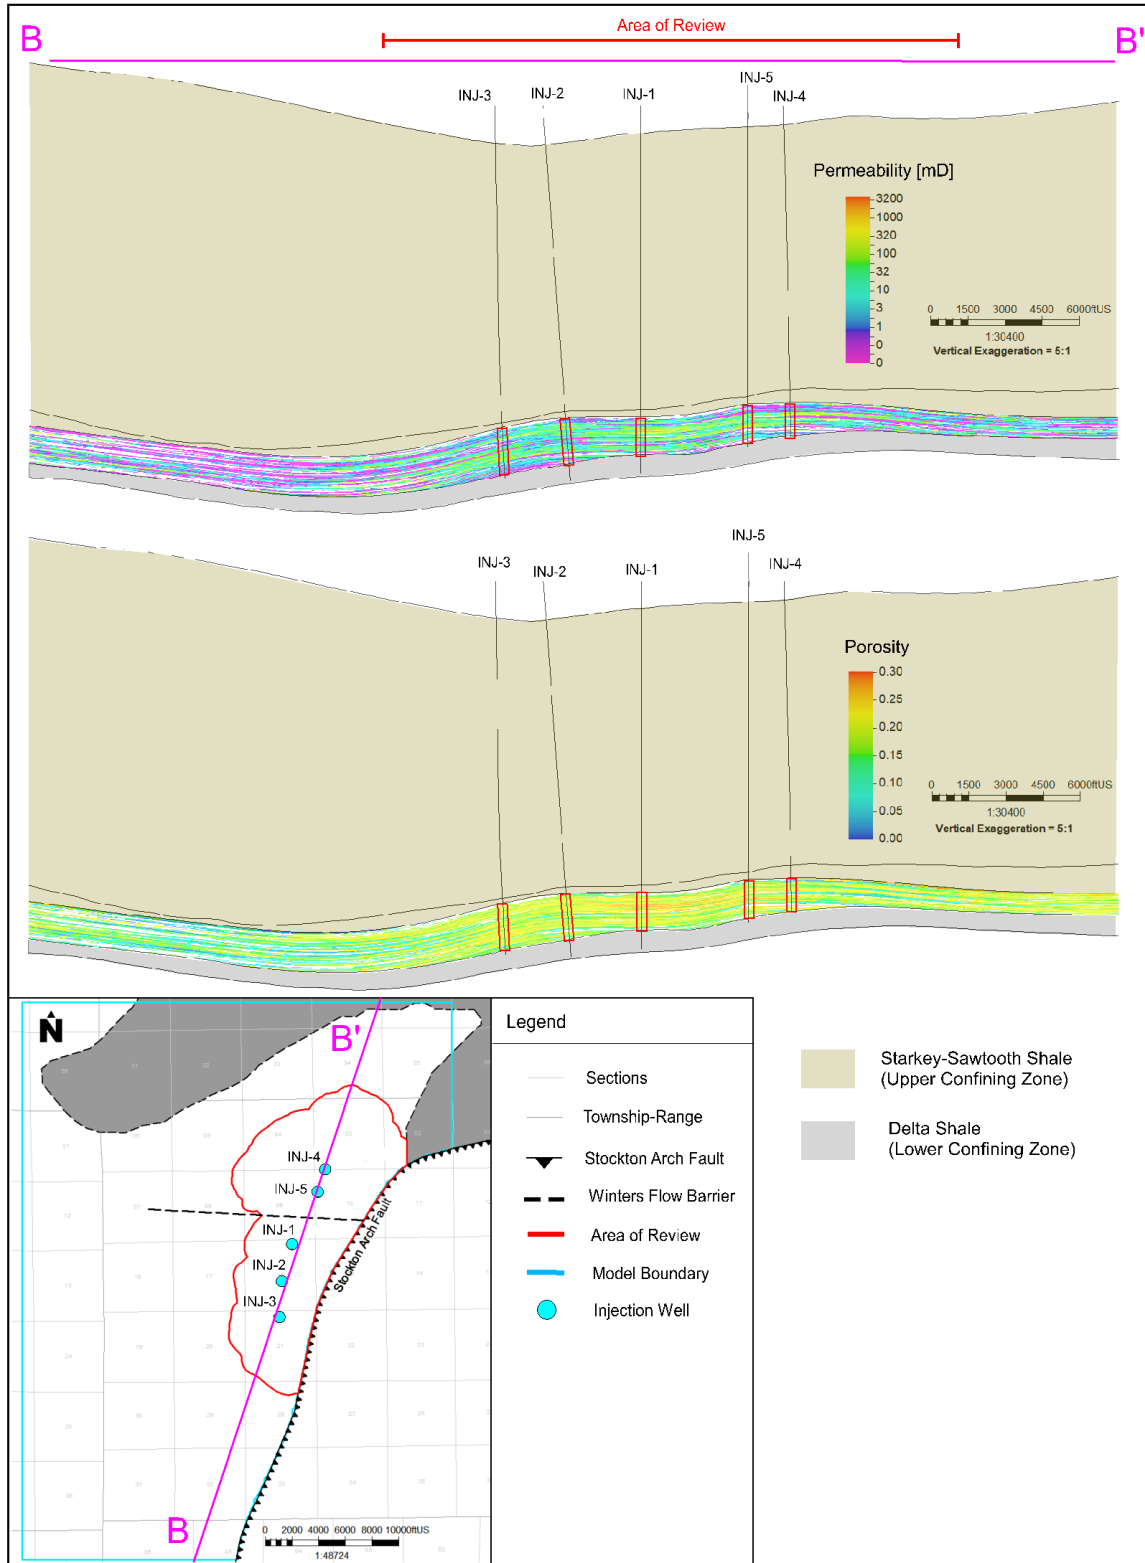 Area of Review
B
B'
INJ-3
INJ-2
INJ-1
INJ-5
INJ-4
Permeability [mD]
3200
1000
320
100
32
10
3
1
0
0
0 1500 3000 4500 6000ftUS
1:30400
Vertical Exaggeration = 5:1
INJ-3
INJ-2
INJ-1
INJ-5
INJ-4
Porosity
0.30
0.25
0.20
0.15
0.10
0.05
0.00
0 1500 3000 4500 6000ftUS
1:30400
Vertical Exaggeration = 5:1
N
B'
INJ-4
INJ-5
INJ-1
INJ-2
INJ-3
Stockton Arch Fault
B
0 2000 4000 6000 8000 10000ftUS
1:48724
Legend
Sections
Township-Range
Stockton Arch Fault
Winters Flow Barrier
Area of Review
Model Boundary
Injection Well
Starkey-Sawtooth Shale
(Upper Confining Zone)
Delta Shale
(Lower Confining Zone)